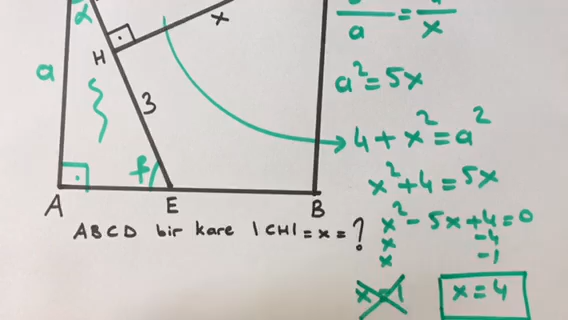 α
H
x
a
3
A
E
B
a = x
a² = 5x
4 + x² = a²
x² + 4 = 5x
x² - 5x + 4 = 0
x -4
x -1
x = 1
x = 4
ABCD bir kare |CH| = x = ?